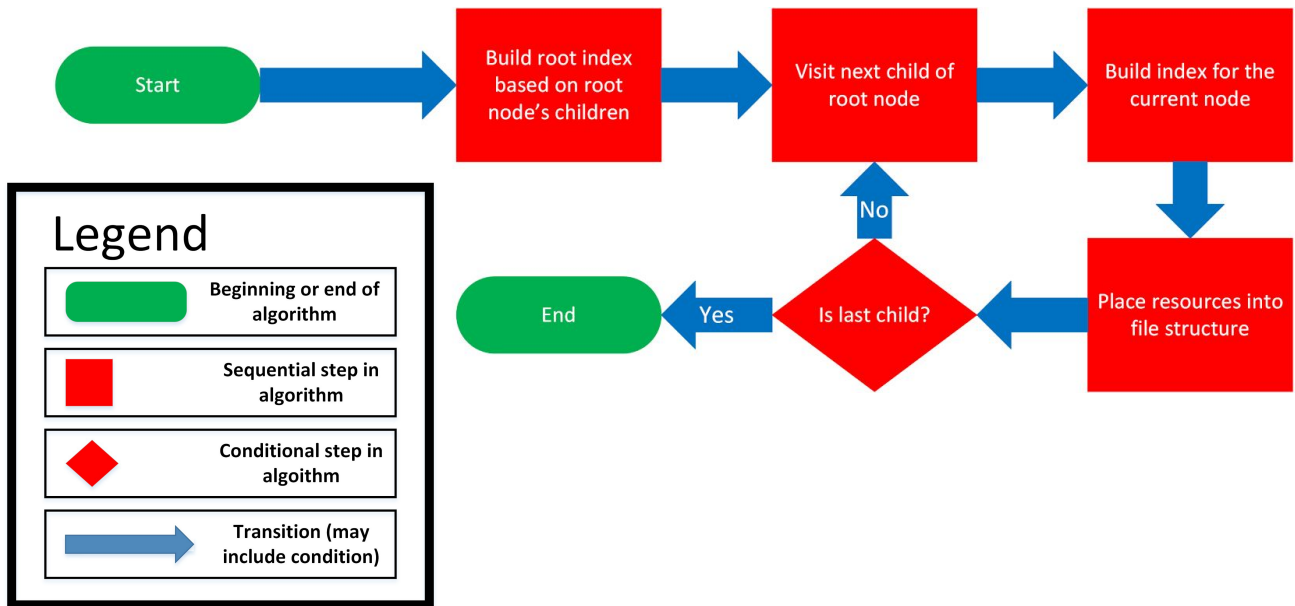 Start
Build root index
based on root
node's children
Visit next child of
root node
Build index for the
current node
Place resources into
file structure
Is last child?
No
Yes
End
Legend
Beginning or end of
algorithm
Sequential step in
algorithm
Conditional step in
algoithm
Transition (may
include condition)